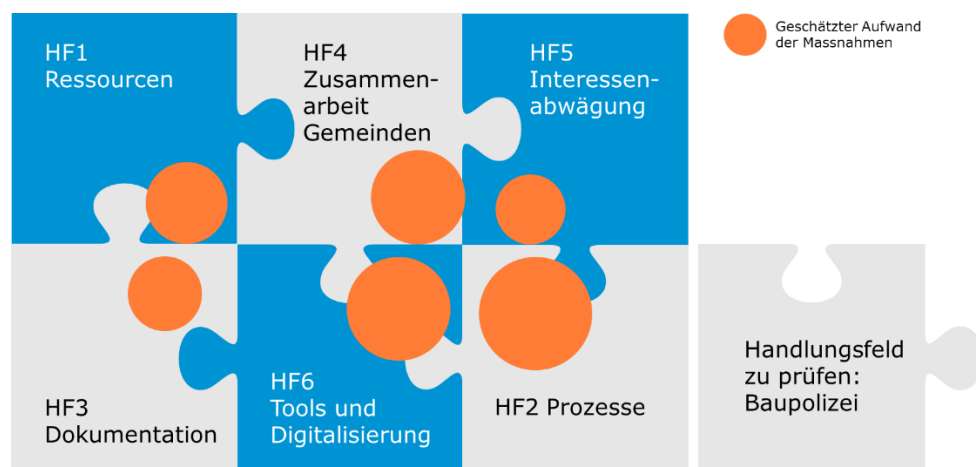 HF1
Ressourcen
HF4
Zusammen-
arbeit
Gemeinden
HF5
Interessen-
abwägung
Geschätzter Aufwand
der Massnahmen
HF3
Dokumentation
HF6
Tools und
Digitalisierung
HF2 Prozesse
Handlungsfeld
zu prüfen:
Baupolizei